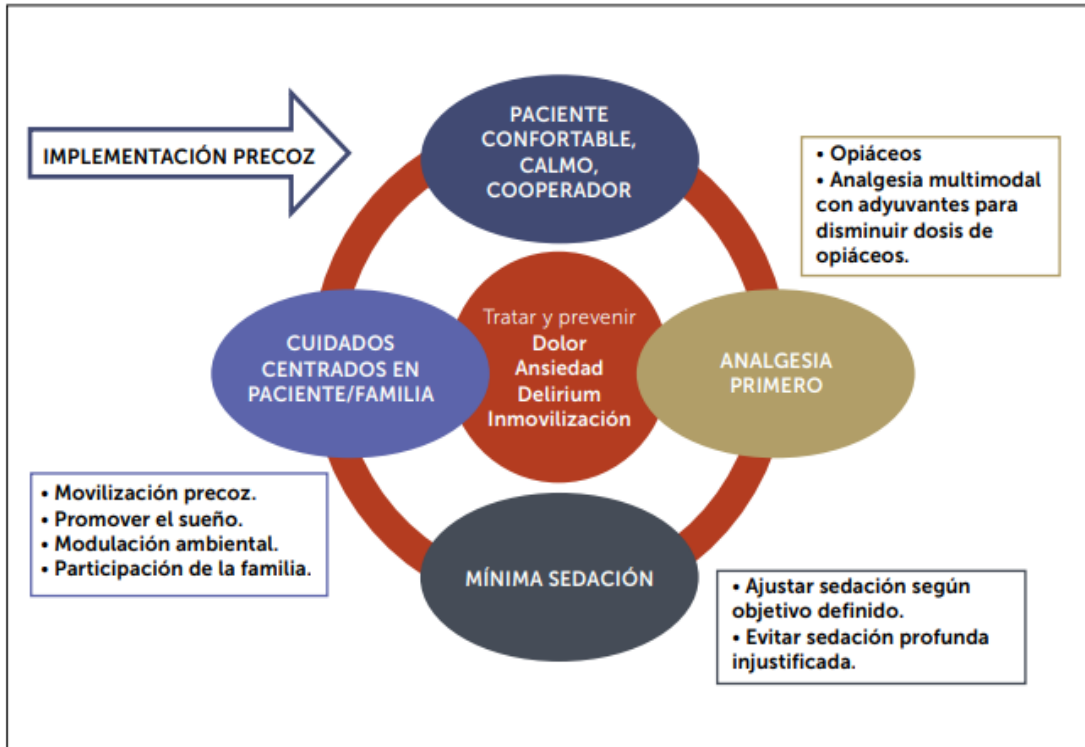 IMPLEMENTACIÓN PRECOZ
PACIENTE
CONFORTABLE,
CALMO,
COOPERADOR
• Opiáceos
• Analgesia multimodal
con adyuvantes para
disminuir dosis de
opiáceos.
CUIDADOS
CENTRADOS EN
PACIENTE/FAMILIA
Tratar y prevenir
Dolor
Ansiedad
Delirium
Inmovilización
ANALGESIA
PRIMERO
• Movilización precoz.
• Promover el sueño.
• Modulación ambiental.
• Participación de la familia.
MÍNIMA SEDACIÓN
• Ajustar sedación según
objetivo definido.
• Evitar sedación profunda
injustificada.